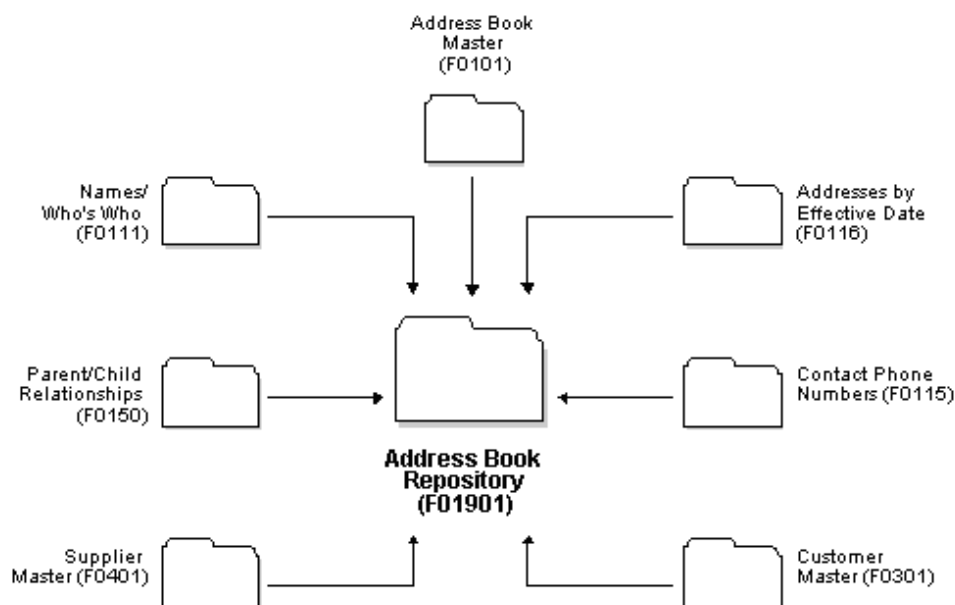 Address Book
Master
(F0101)
Names/
Who's Who
(F0111)
Addresses by
Effective Date
(F0116)
Parent/Child
Relationships
(F0150)
Contact Phone
Numbers (F0115)
Address Book
Repository
(F01901)
Supplier
Master (F0401)
Customer
Master (F0301)